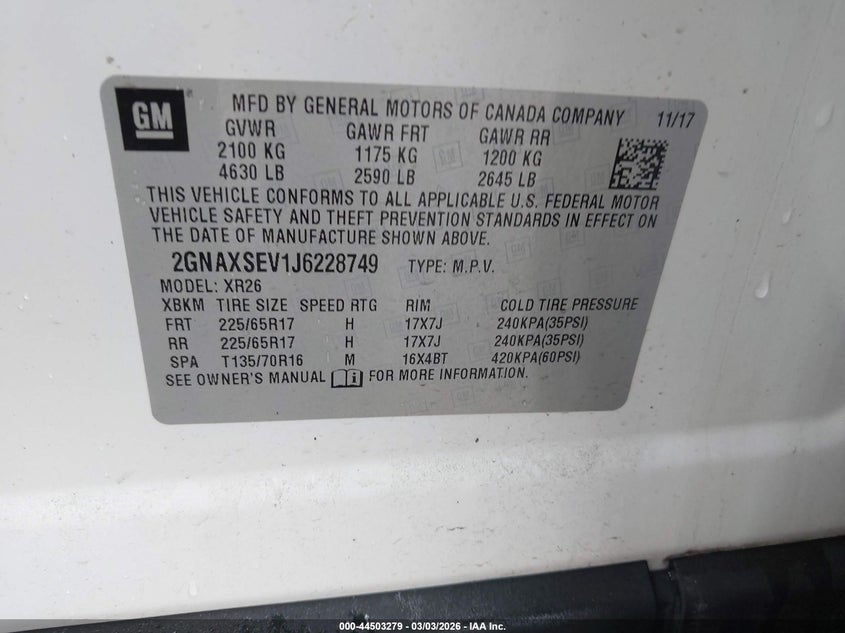 GM
MFD BY GENERAL MOTORS OF CANADA COMPANY 11/17
GVWR GAWR FRT GAWR RR
2100 KG 1175 KG 1200 KG
4630 LB 2590 LB 2645 LB
THIS VEHICLE CONFORMS TO ALL APPLICABLE U.S. FEDERAL MOTOR
VEHICLE SAFETY AND THEFT PREVENTION STANDARDS IN EFFECT ON
THE DATE OF MANUFACTURE SHOWN ABOVE.
2GNAXSEV1J6228749 TYPE: M.P.V.
MODEL: XR26
XBKM TIRE SIZE SPEED RTG RIM COLD TIRE PRESSURE
FRT 225/65R17 H 17X7J 240KPA(35PSI)
RR 225/65R17 H 17X7J 240KPA(35PSI)
SPA T135/70R16 M 16X4BT 420KPA(60PSI)
SEE OWNER'S MANUAL FOR MORE INFORMATION.
000-44503279 - 03/03/2026 - IAA Inc.